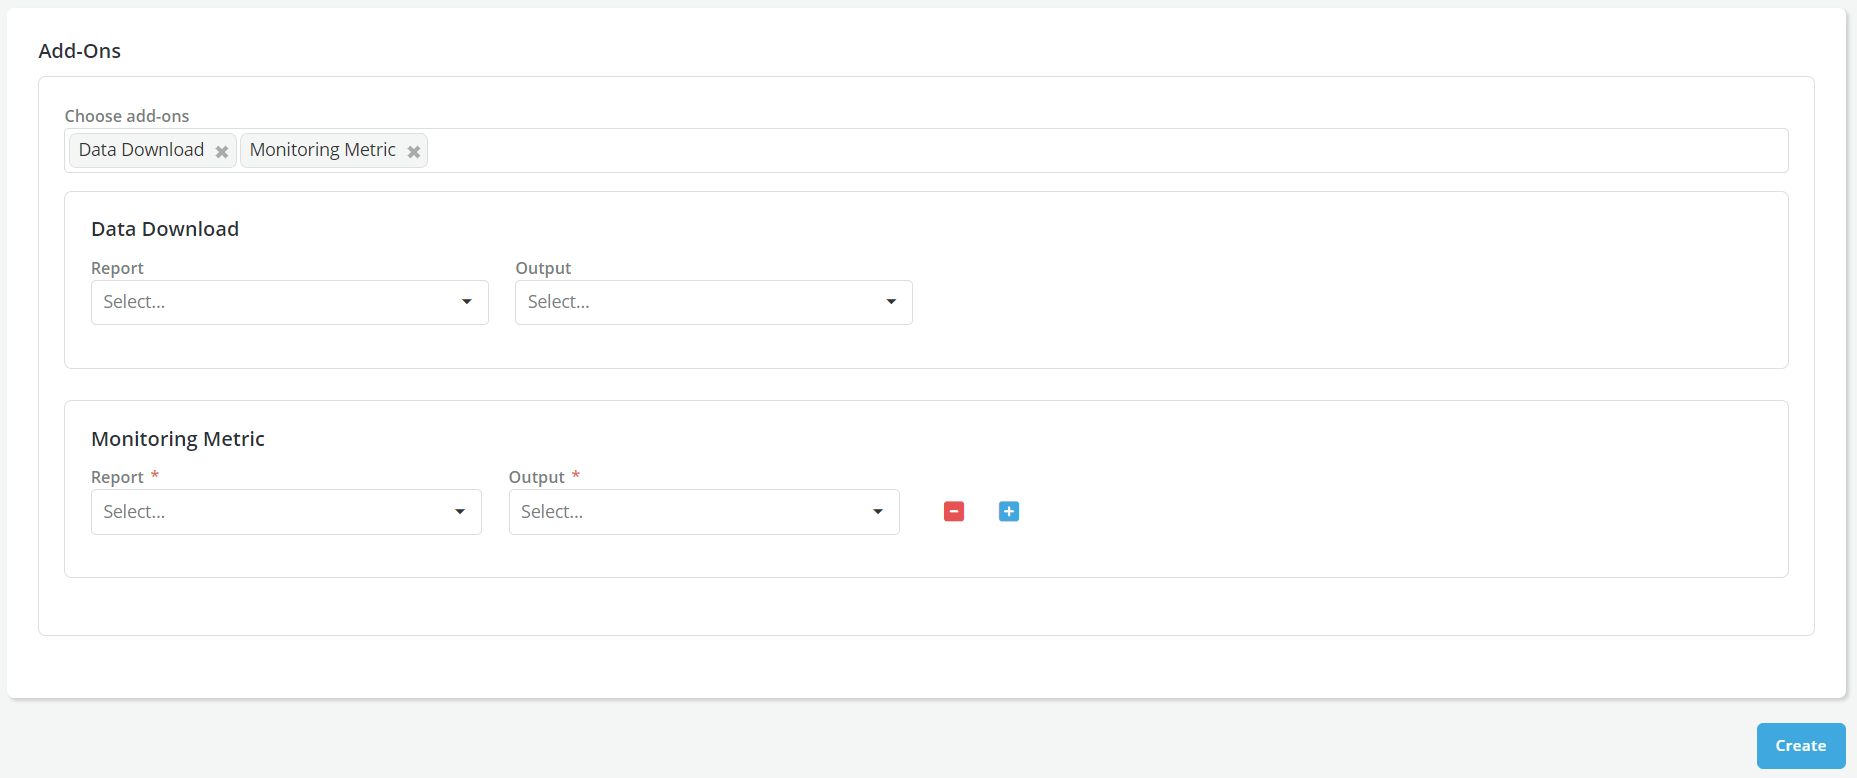 Add-Ons
Choose add-ons
Data Download Monitoring Metric
Data Download
Report Output
Select... Select...
Monitoring Metric
Report * Output *
Select... Select...
Create